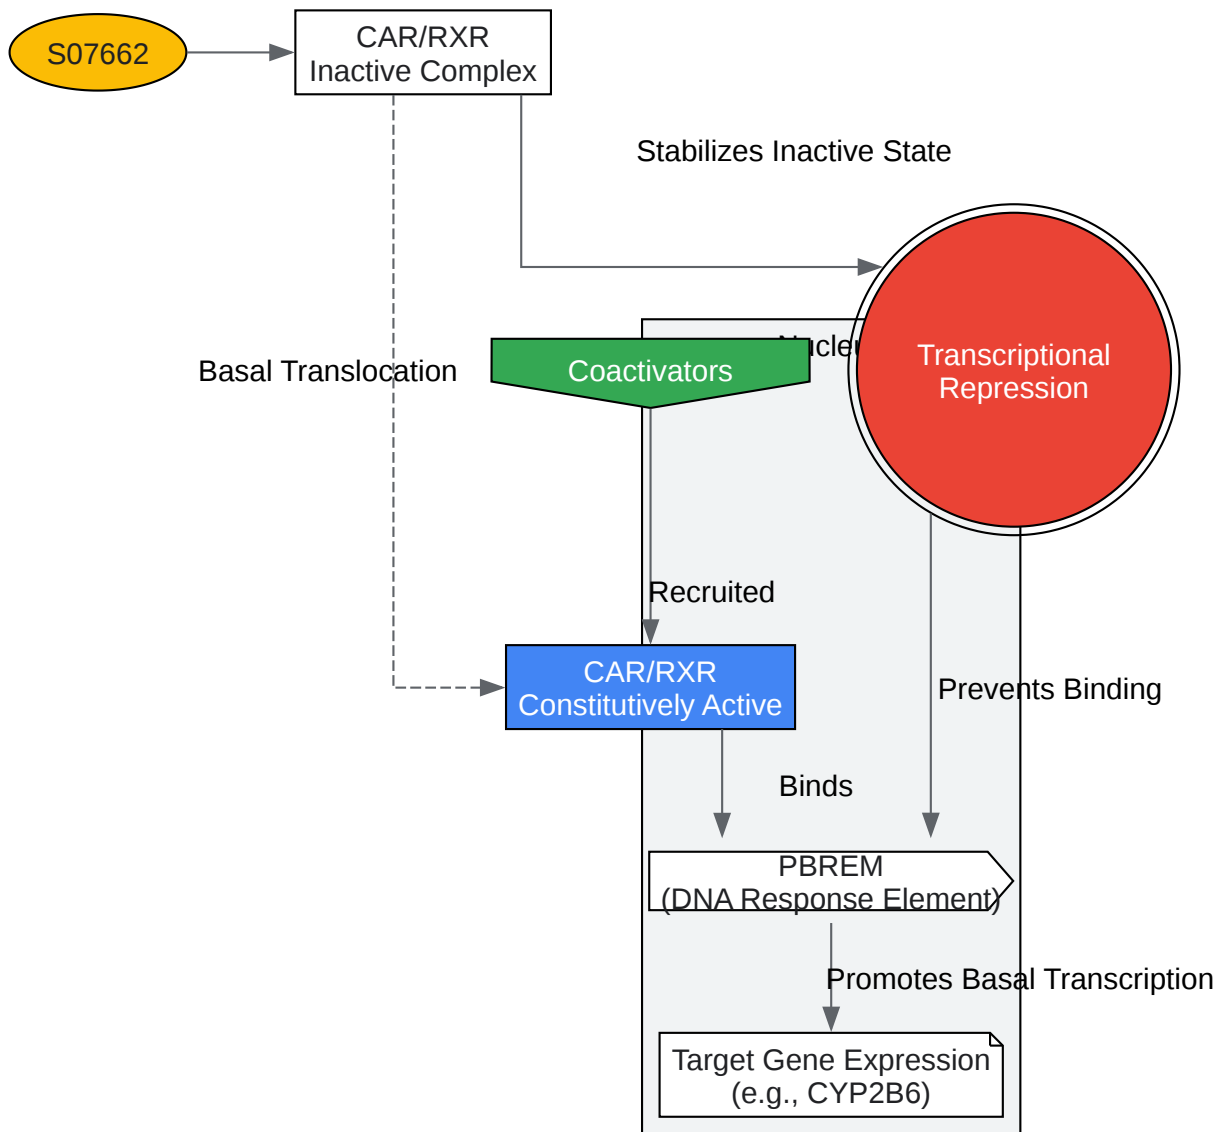 S07662
CAR/RXR
Inactive Complex
Stabilizes Inactive State
Transcriptional
Repression
Coactivators
Basal Translocation
Recruited
CAR/RXR
Constitutively Active
Prevents Binding
Binds
PBREM
(DNA Response Element)
Promotes Basal Transcription
Target Gene Expression
(e.g., CYP2B6)